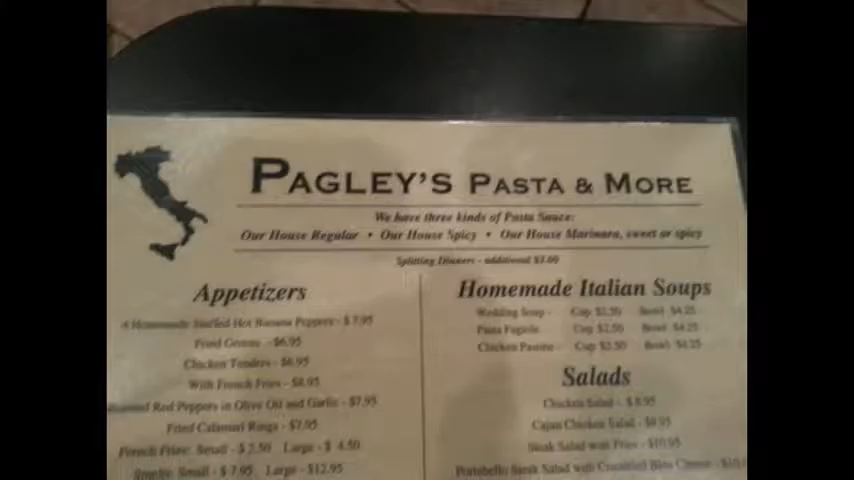 PAGLEY'S PASTA & MORE
We have three kinds of Pasta Sauce:
Our House Regular • Our House Spicy • Our House Marinara, sweet or spicy
Splitting Dinners - additional $3.00
Appetizers
4 Homemade Stuffed Hot Banana Peppers - $7.95
Fried Greens - $6.95
Chicken Tenders - $6.95
With French Fries - $8.95
Red Peppers in Olive Oil and Garlic - $7.95
Fried Calamari Rings - $7.95
French Fries: Small - $2.50 Large - $ 4.50
Small - $7.95 Large - $12.95
Homemade Italian Soups
Wedding Soup - Cup $2.50 Bowl $4.25
Pasta Fagiole Cup $2.50 Bowl $4.25
Chicken Pastine - Cup $2.50 Bowl $4.25
Salads
Chicken Salad - $8.95
Cajun Chicken Salad - $9.95
Steak Salad with Fries - $10.95
Portobello Steak Salad with Crumbled Bleu Cheese -